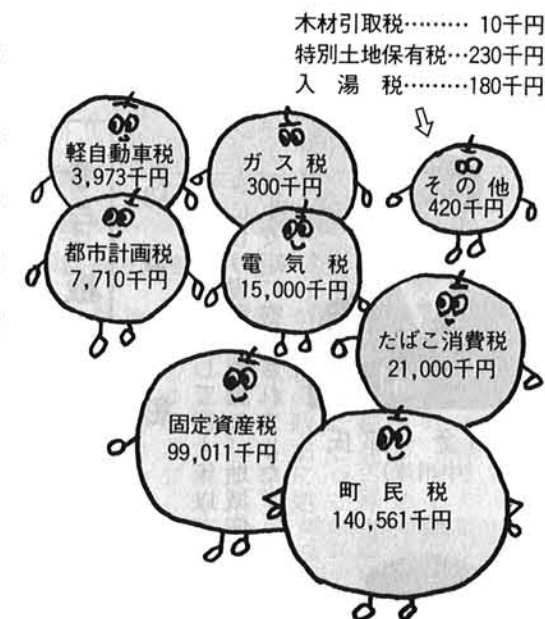 木材引取税……… 10千円
特別土地保有税…230千円
入湯税………180千円
軽自動車税
3,973千円
ガス税
300千円
その他
420千円
都市計画税
7,710千円
電気税
15,000千円
たばこ消費税
21,000千円
固定資産税
99,011千円
町民税
140,561千円